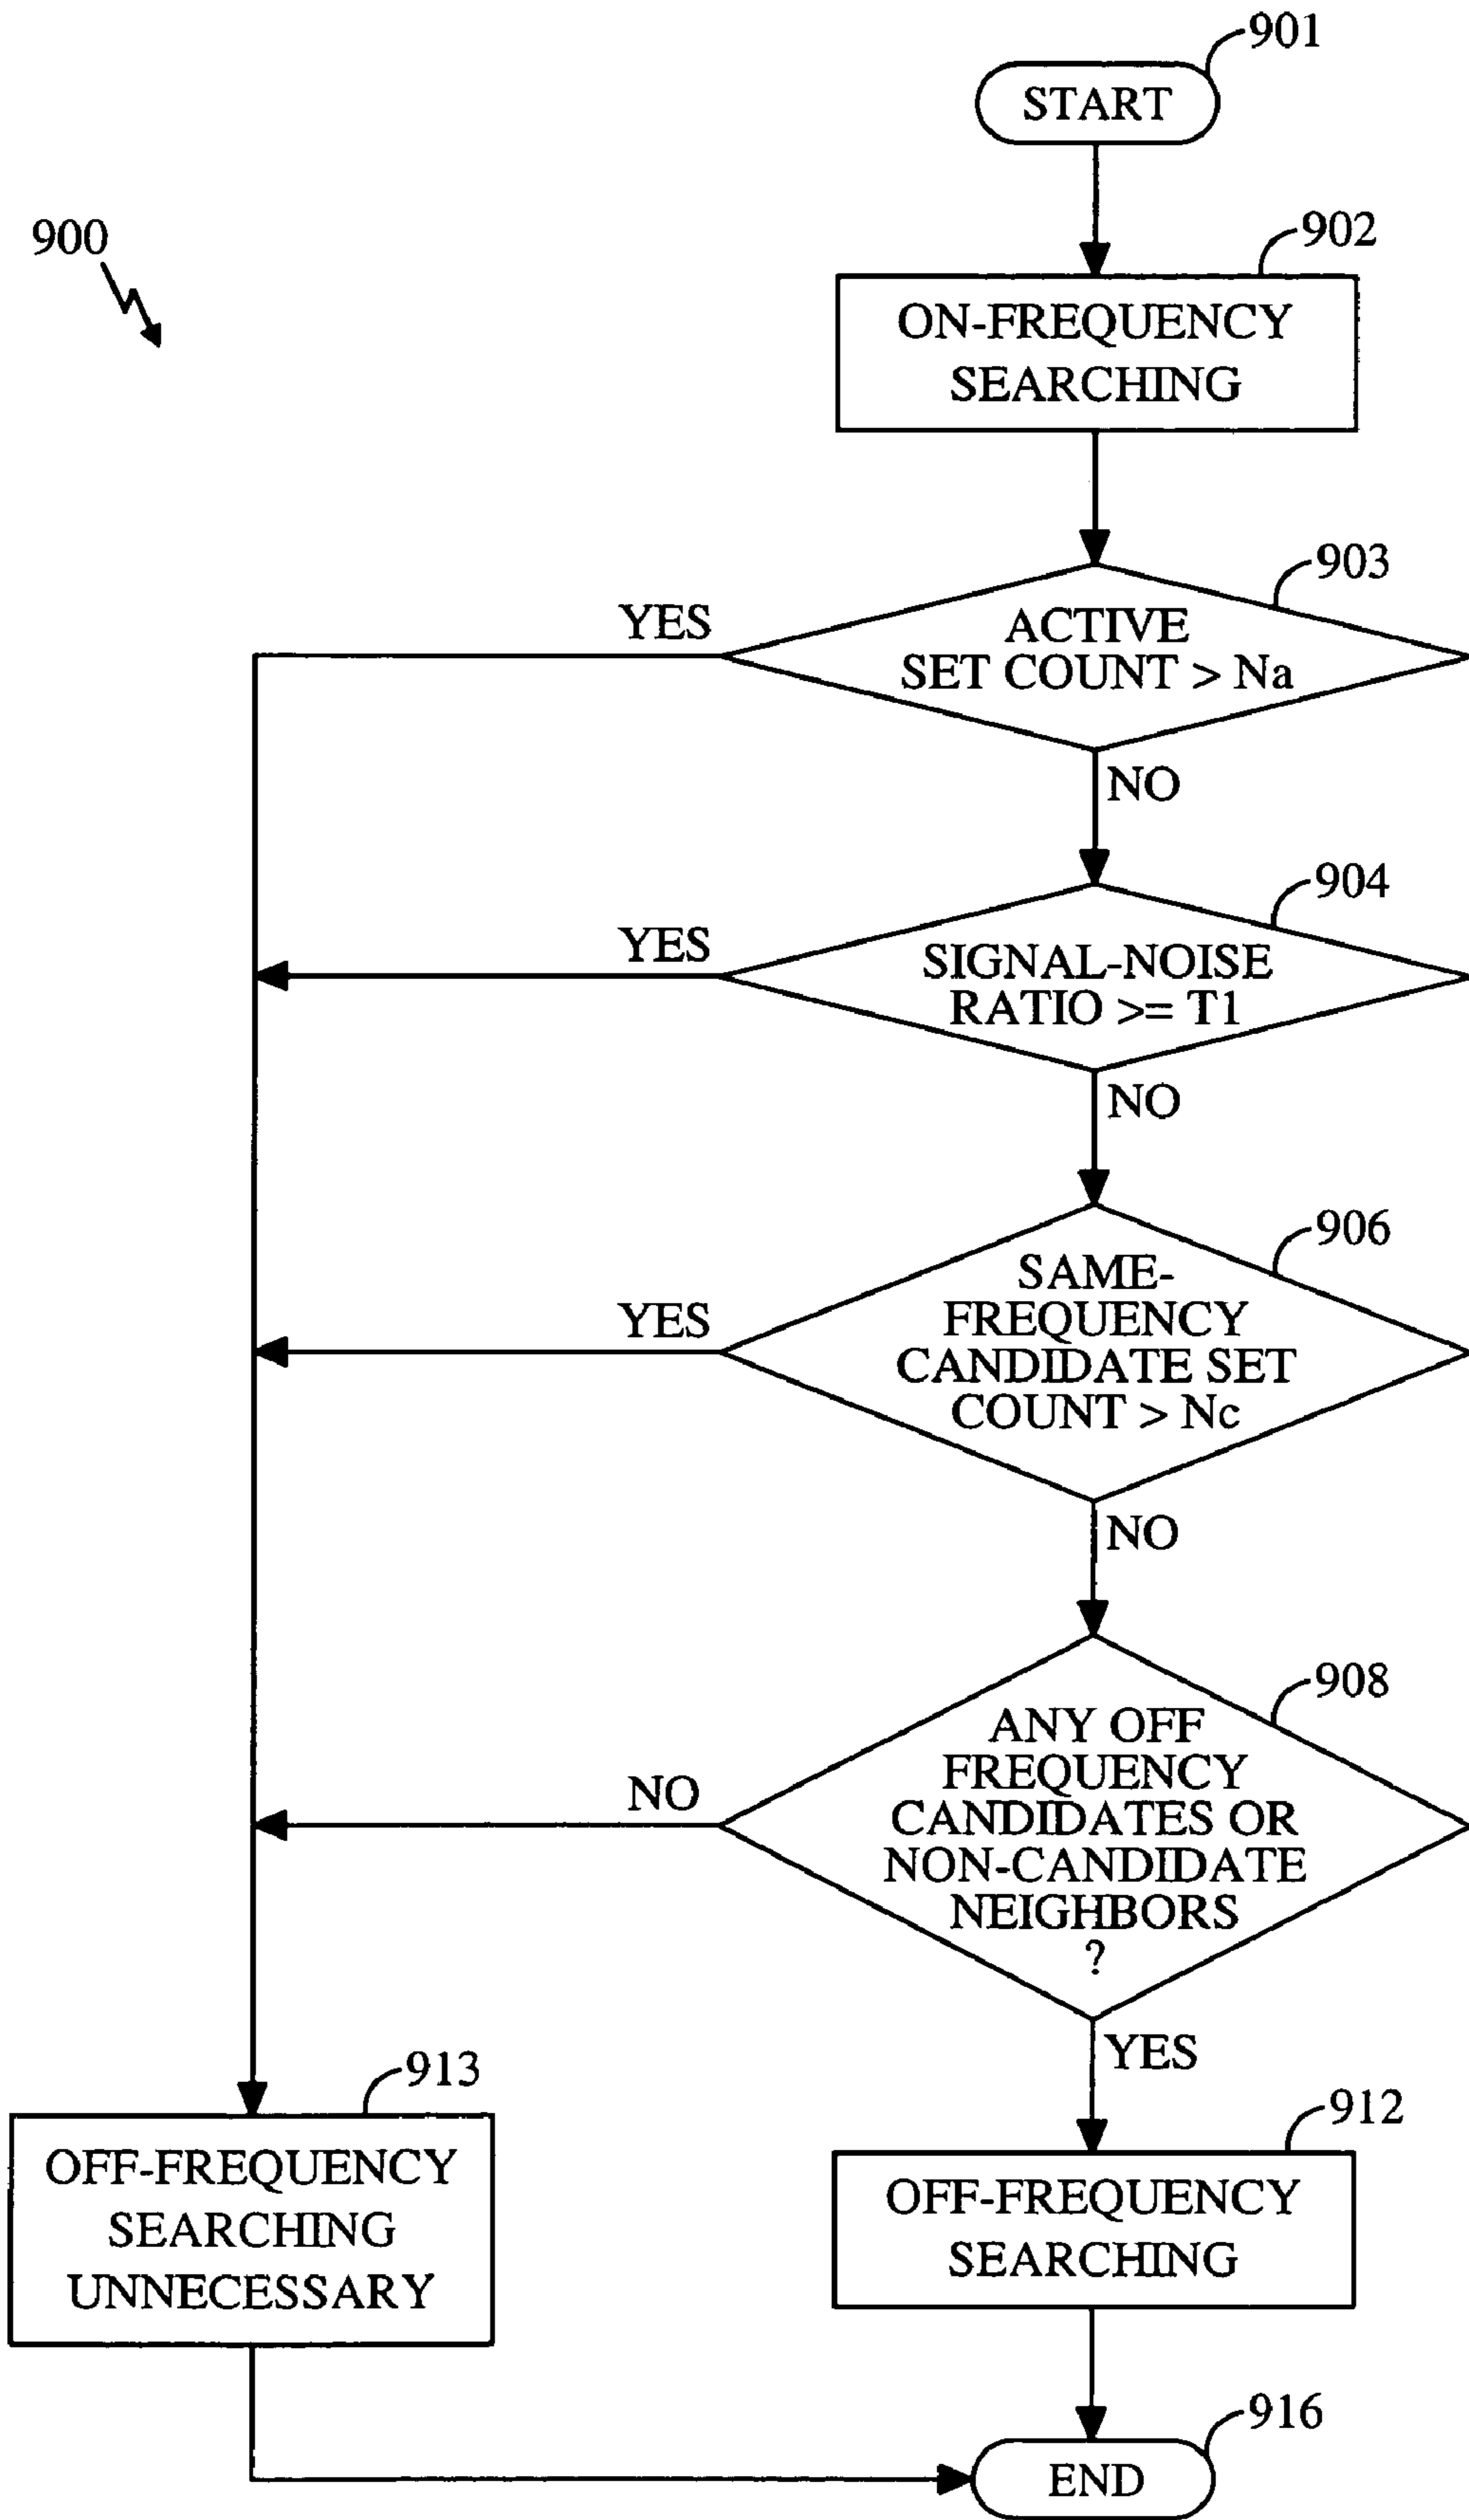 901
START
900
902
ON-FREQUENCY
SEARCHING
903
YES
ACTIVE
SET COUNT > Na
NO
904
YES
SIGNAL-NOISE
RATIO >= T1
NO
906
YES
SAME-
FREQUENCY
CANDIDATE SET
COUNT > Nc
NO
908
NO
ANY OFF
FREQUENCY
CANDIDATES OR
NON-CANDIDATE
NEIGHBORS
?
YES
913
OFF-FREQUENCY
SEARCHING
UNNECESSARY
912
OFF-FREQUENCY
SEARCHING
916
END